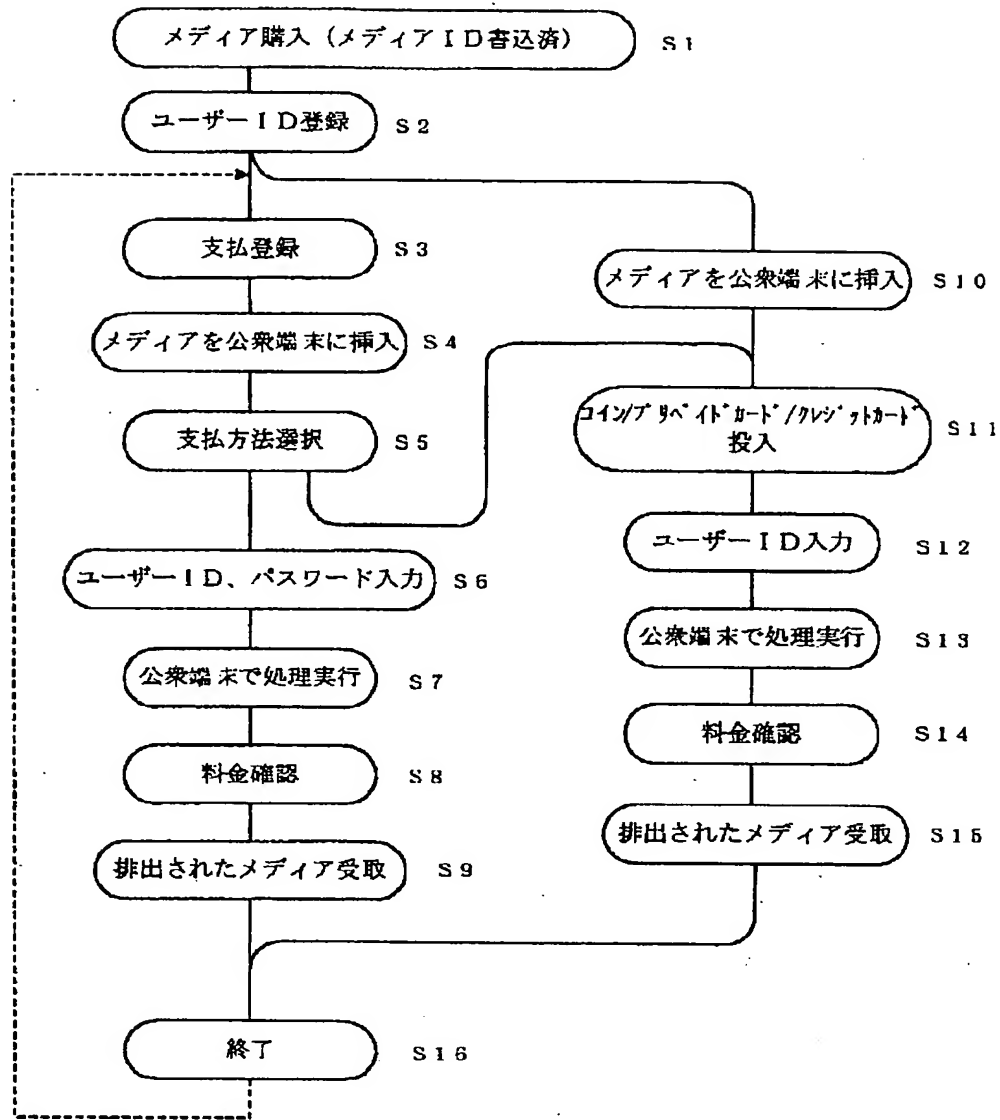 メディア購入（メディアＩＤ書込済）　Ｓ１
ユーザーＩＤ登録　Ｓ２
支払登録　Ｓ３
メディアを公衆端末に挿入　Ｓ４
支払方法選択　Ｓ５
ユーザーＩＤ、パスワード入力　Ｓ６
公衆端末で処理実行　Ｓ７
料金確認　Ｓ８
排出されたメディア受取　Ｓ９
メディアを公衆端末に挿入　Ｓ１０
ｺｲﾝ/ﾌﾟﾘﾍﾟｲﾄﾞｶｰﾄﾞ/ｸﾚｼﾞｯﾄｶｰﾄﾞ
投入　Ｓ１１
ユーザーＩＤ入力　Ｓ１２
公衆端末で処理実行　Ｓ１３
料金確認　Ｓ１４
排出されたメディア受取　Ｓ１５
終了　Ｓ１６